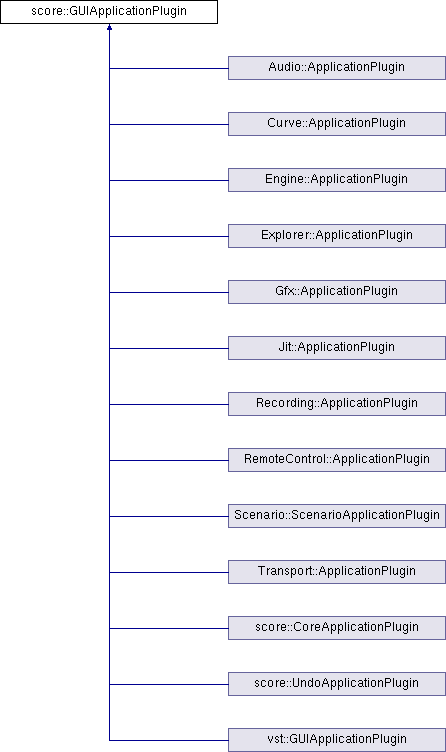 score::GUIApplicationPlugin
Audio::ApplicationPlugin
Curve::ApplicationPlugin
Engine::ApplicationPlugin
Explorer::ApplicationPlugin
Gfx::ApplicationPlugin
Jit::ApplicationPlugin
Recording::ApplicationPlugin
RemoteControl::ApplicationPlugin
Scenario::ScenarioApplicationPlugin
Transport::ApplicationPlugin
score::CoreApplicationPlugin
score::UndoApplicationPlugin
vst::GUIApplicationPlugin